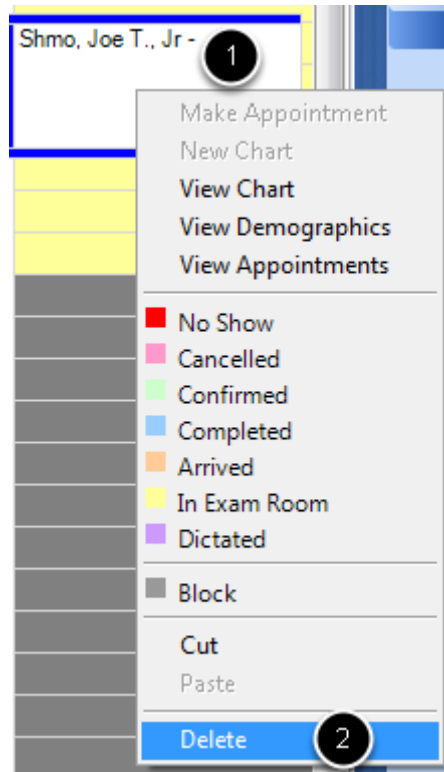 Shmo, Joe T., Jr -
1
Make Appointment
New Chart
View Chart
View Demographics
View Appointments
No Show
Cancelled
Confirmed
Completed
Arrived
In Exam Room
Dictated
Block
Cut
Paste
Delete 2